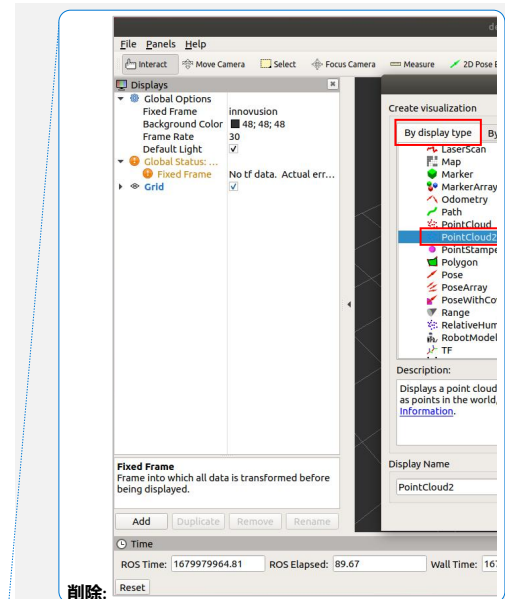 de
File Panels Help
Interact Move Camera Select Focus Camera Measure 2D Pose E
Displays
Global Options
Fixed Frame innovusion
Background Color 48; 48; 48
Frame Rate 30
Default Light
Global Status: ...
Fixed Frame No tf data. Actual err...
Grid
Create visualization
By display type By
LaserScan
Map
Marker
MarkerArray
Odometry
Path
PointCloud
PointCloud2
PointStampe
Polygon
Pose
PoseArray
PoseWithCov
Range
RelativeHum
RobotModel
TF
Description:
Displays a point cloud
as points in the world,
Information.
Display Name
PointCloud2
Fixed Frame
Frame into which all data is transformed before
being displayed.
Add Duplicate Remove Rename
Time
ROS Time: 1679979964.81 ROS Elapsed: 89.67 Wall Time: 167
Reset
削除: